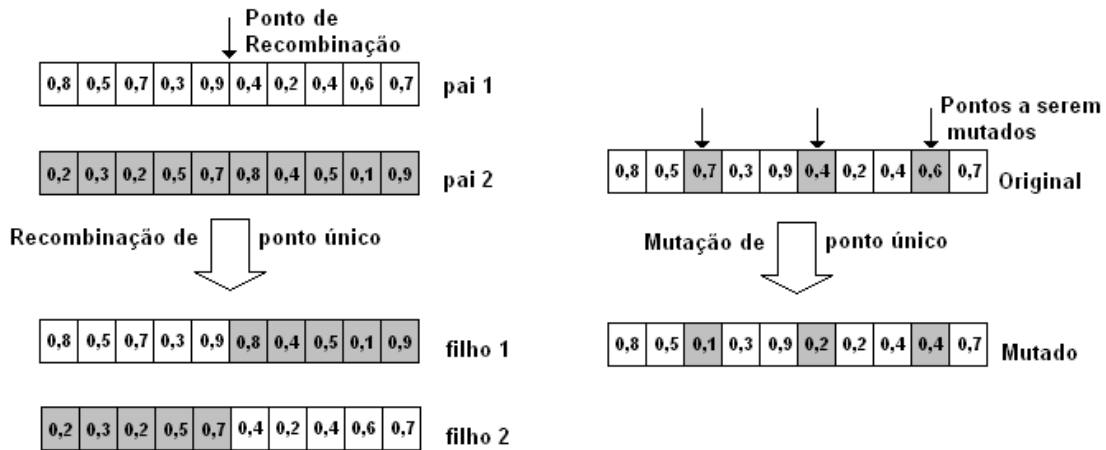 Ponto de
Recombinação
0,8 0,5 0,7 0,3 0,9 0,4 0,2 0,4 0,6 0,7 pai 1
0,2 0,3 0,2 0,5 0,7 0,8 0,4 0,5 0,1 0,9 pai 2
Recombinação de ponto único
0,8 0,5 0,7 0,3 0,9 0,8 0,4 0,5 0,1 0,9 filho 1
0,2 0,3 0,2 0,5 0,7 0,4 0,2 0,4 0,6 0,7 filho 2
Pontos a serem
mutados
0,8 0,5 0,7 0,3 0,9 0,4 0,2 0,4 0,6 0,7 Original
Mutação de ponto único
0,8 0,5 0,1 0,3 0,9 0,2 0,2 0,4 0,4 0,7 Mutado